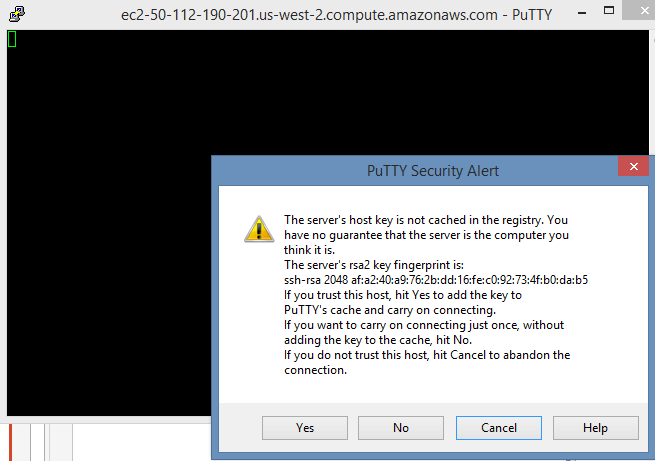 ec2-50-112-190-201.us-west-2.compute.amazonaws.com - PuTTY
PuTTY Security Alert
The server's host key is not cached in the registry. You
have no guarantee that the server is the computer you
think it is.
The server's rsa2 key fingerprint is:
ssh-rsa 2048 af:a2:40:a9:76:2b:dd:16:fe:c0:92:73:4f:b0:da:b5
If you trust this host, hit Yes to add the key to
PuTTY's cache and carry on connecting.
If you want to carry on connecting just once, without
adding the key to the cache, hit No.
If you do not trust this host, hit Cancel to abandon the
connection.
Yes No Cancel Help